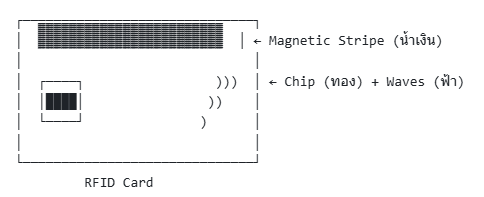 ← Magnetic Stripe (น้ำเงิน)
))) ← Chip (ทอง) + Waves (ฟ้า)
))
)
RFID Card